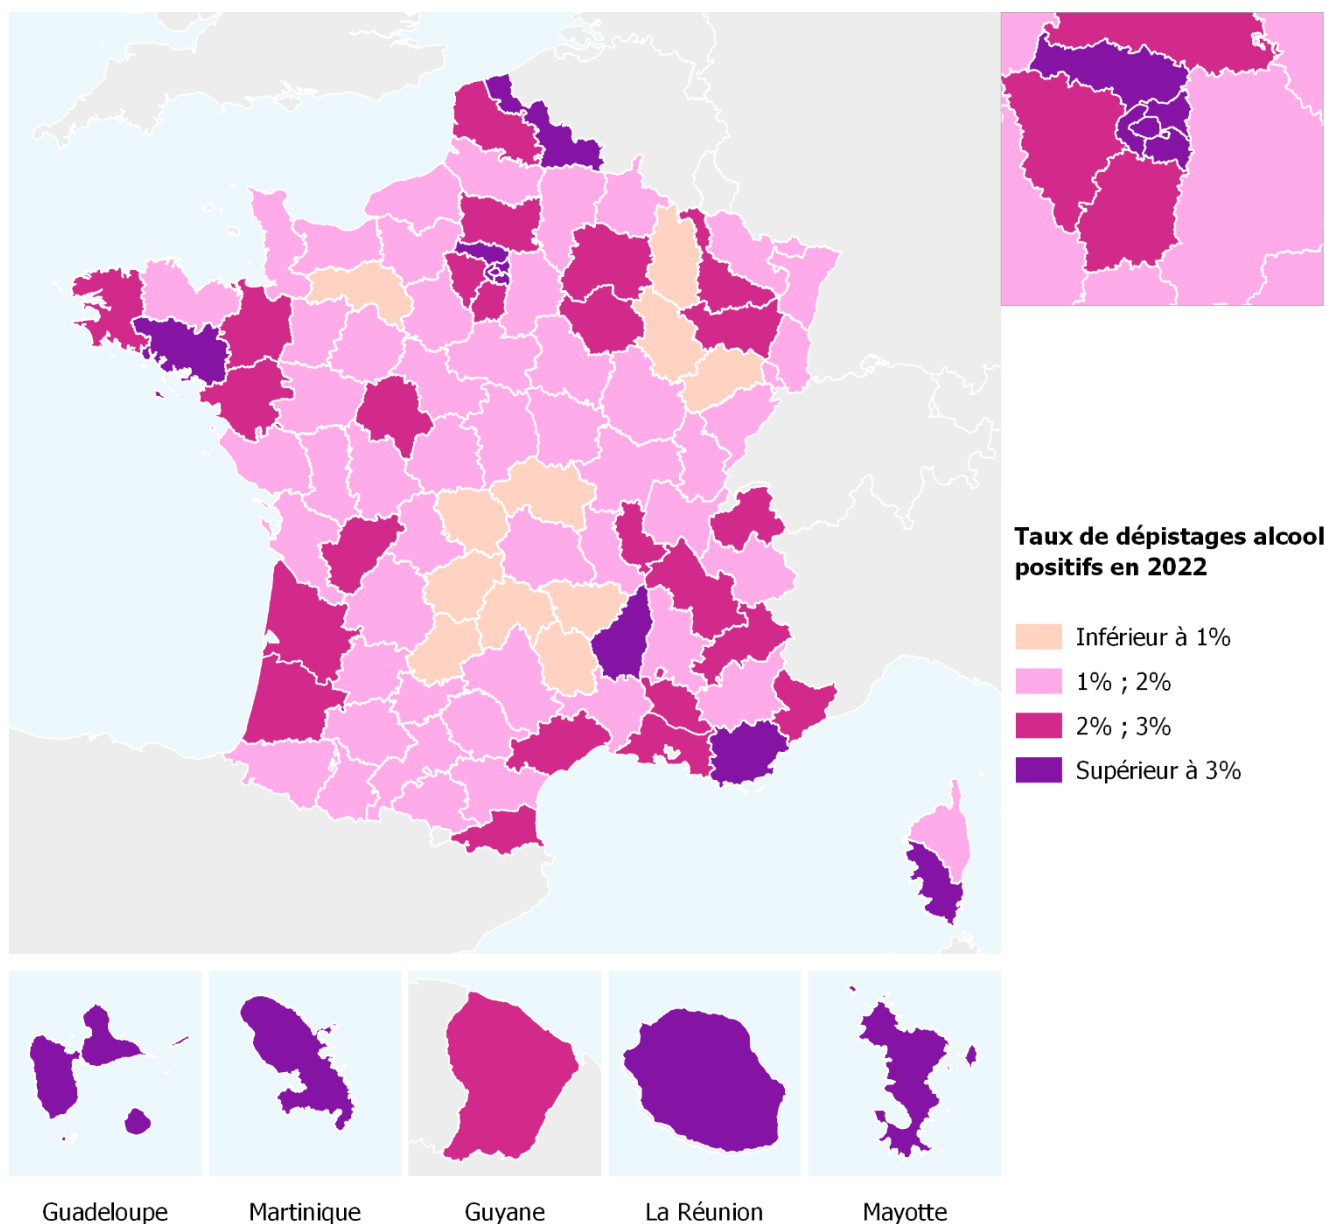 Taux de dépistages alcool
positifs en 2022
Inférieur à 1%
1% ; 2%
2% ; 3%
Supérieur à 3%
Guadeloupe
Martinique
Guyane
La Réunion
Mayotte